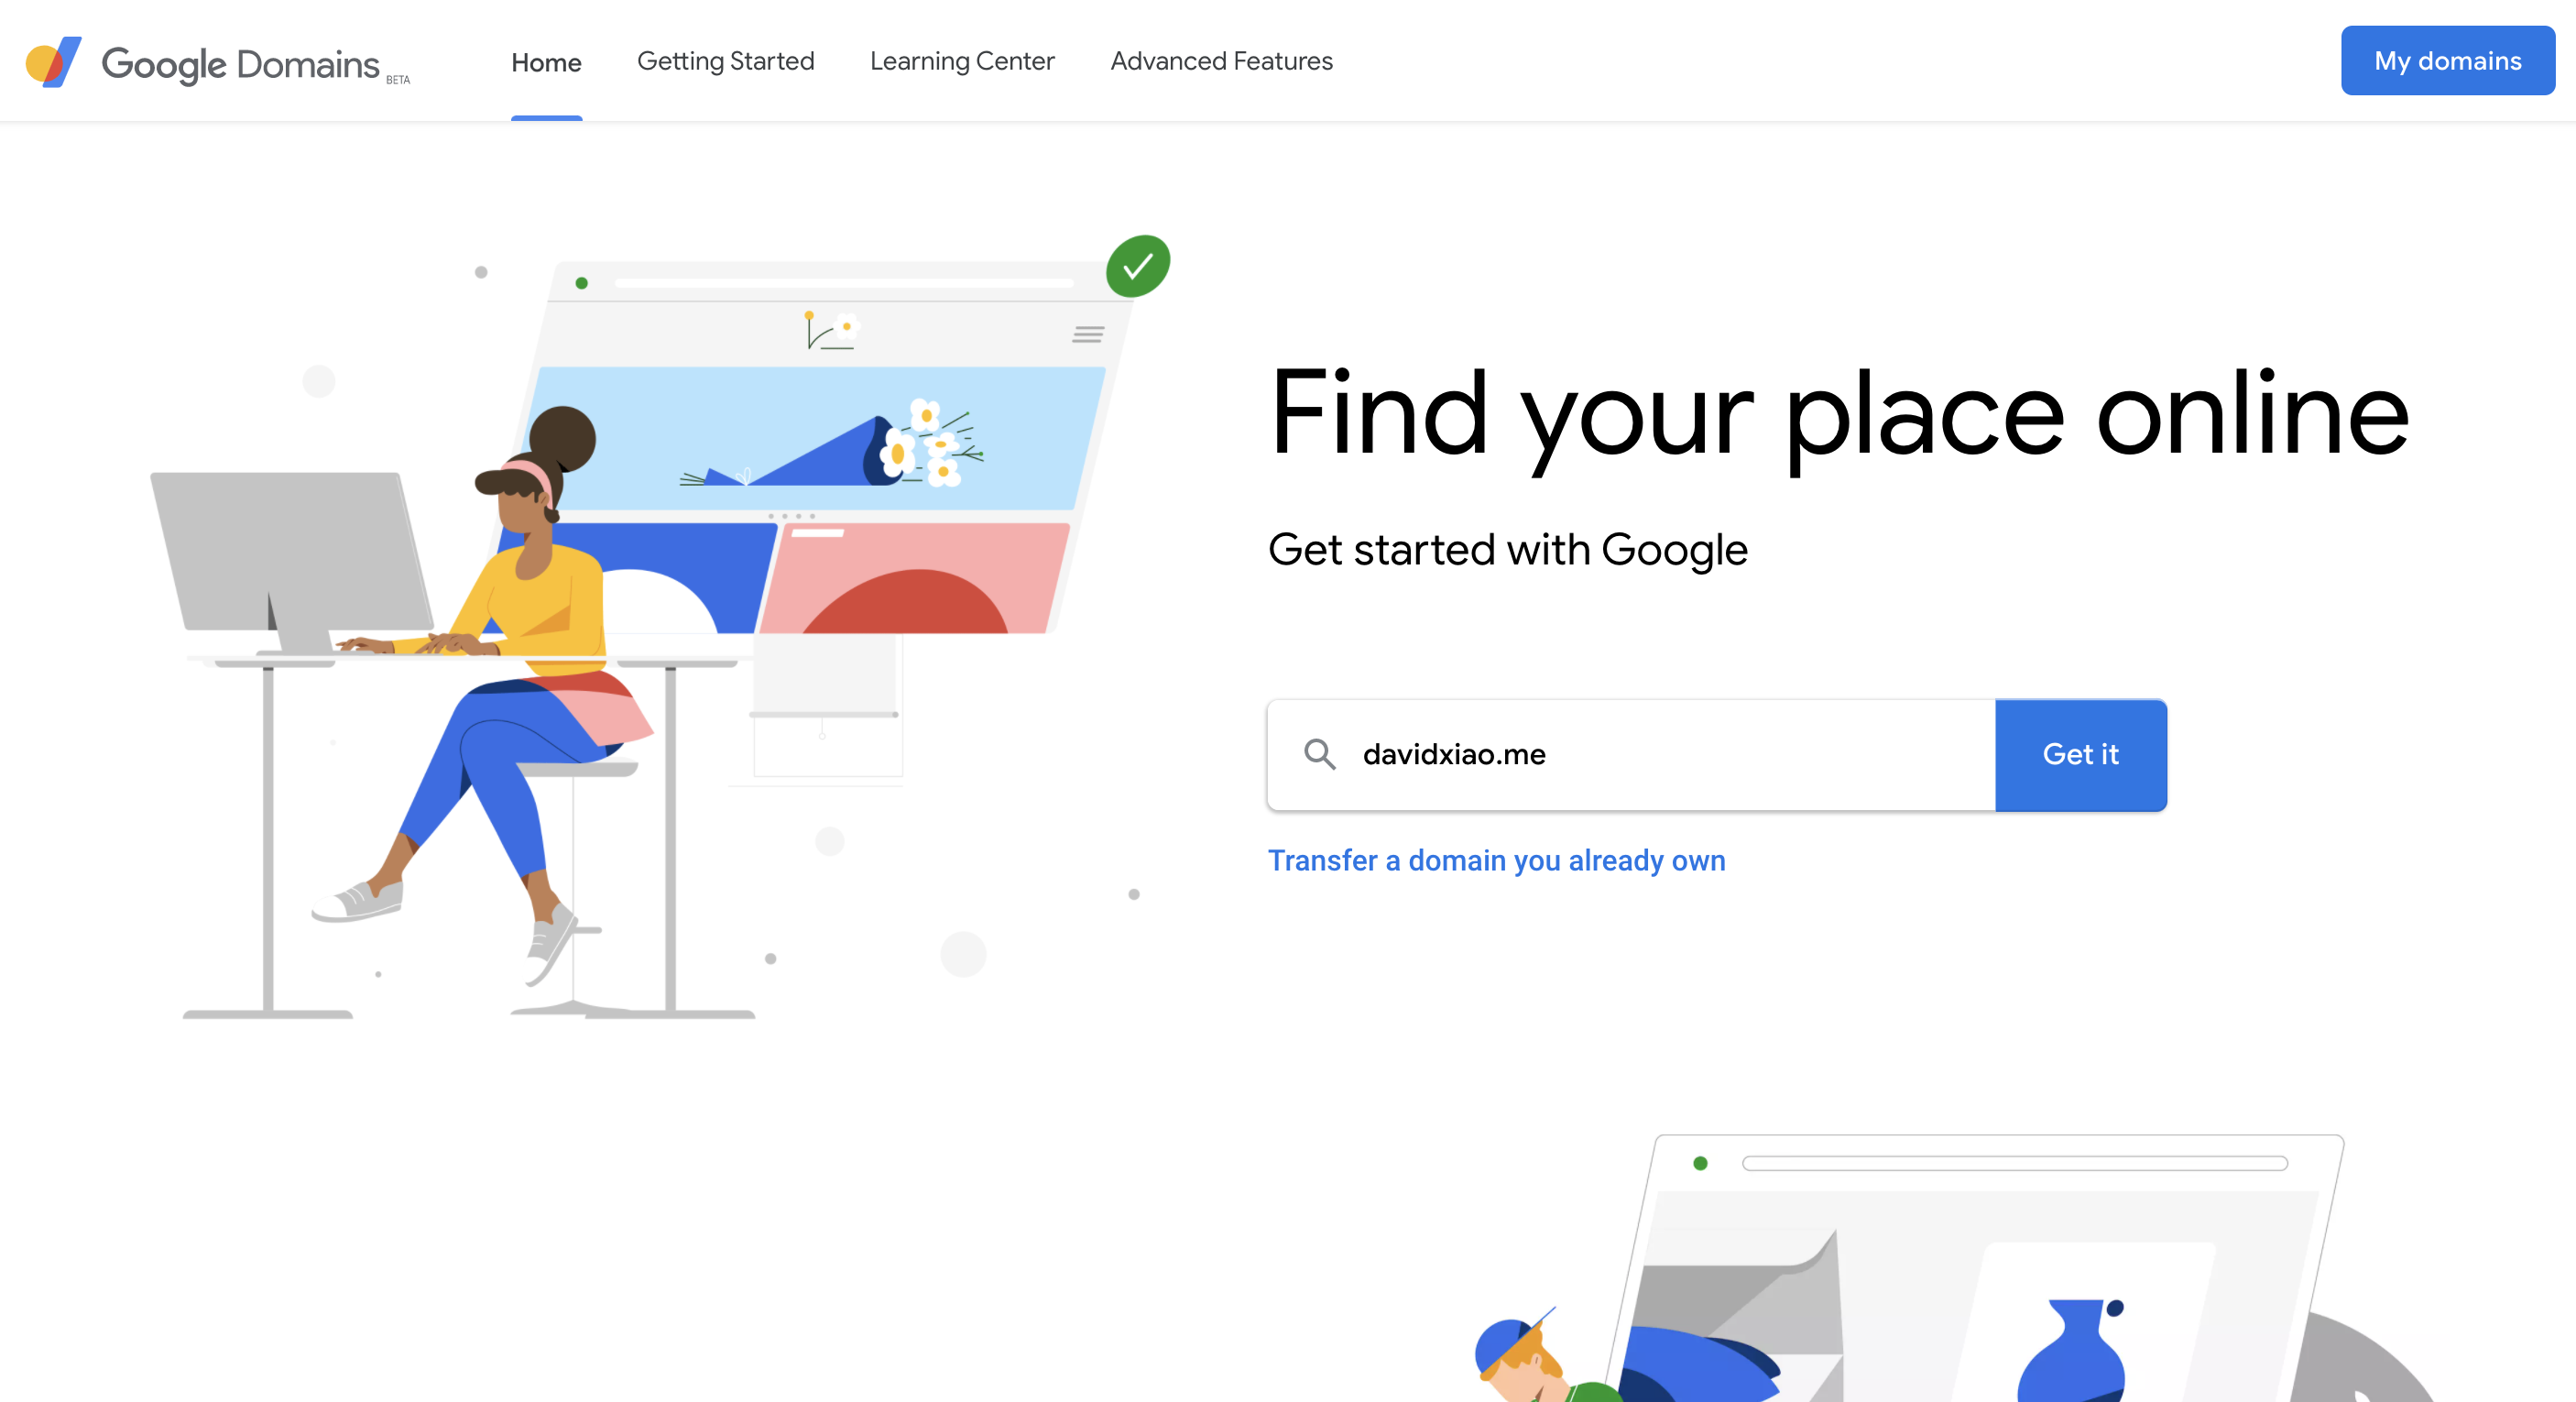 Google Domains BETA
Home
Getting Started
Learning Center
Advanced Features
My domains
Find your place online
Get started with Google
davidxiao.me
Get it
Transfer a domain you already own